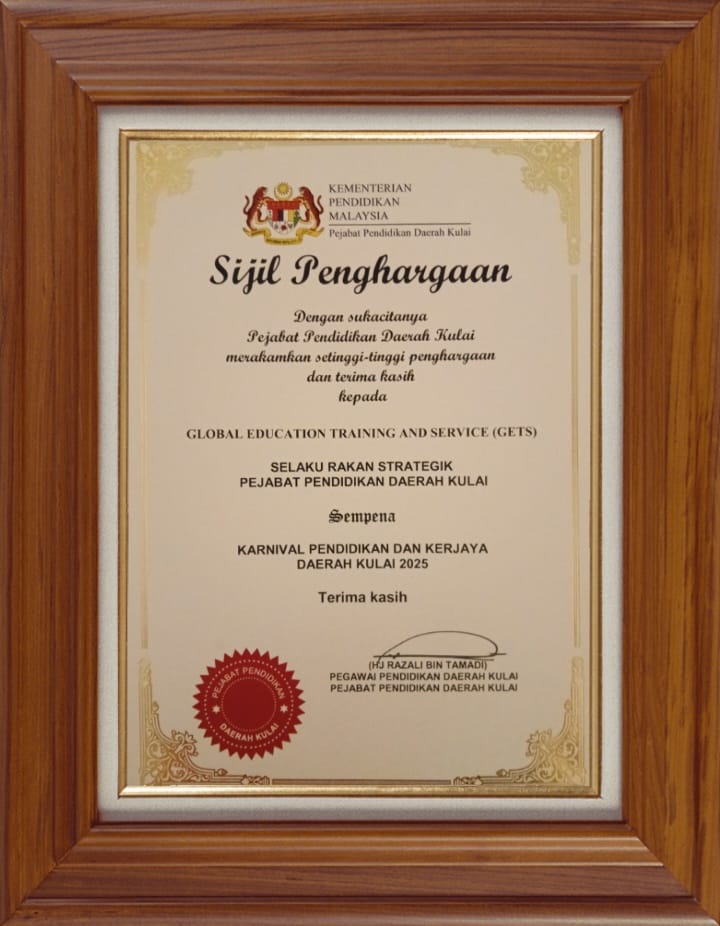 KEMENTERIAN
PENDIDIKAN
MALAYSIA
Pejabat Pendidikan Daerah Kulai
Sijil Penghargaan
Dengan sukacitanya
Pejabat Pendidikan Daerah Kulai
merakamkan setinggi-tinggi penghargaan
dan terima kasih
kepada
GLOBAL EDUCATION TRAINING AND SERVICE (GETS)
SELAKU RAKAN STRATEGIK
PEJABAT PENDIDIKAN DAERAH KULAI
Sempena
KARNIVAL PENDIDIKAN DAN KERJAYA
DAERAH KULAI 2025
Terima kasih
(HJ RAZALI BIN TAMADI)
PEGAWAI PENDIDIKAN DAERAH KULAI
PEJABAT PENDIDIKAN DAERAH KULAI
PEJABAT PENDIDIKAN
DAERAH KULAI